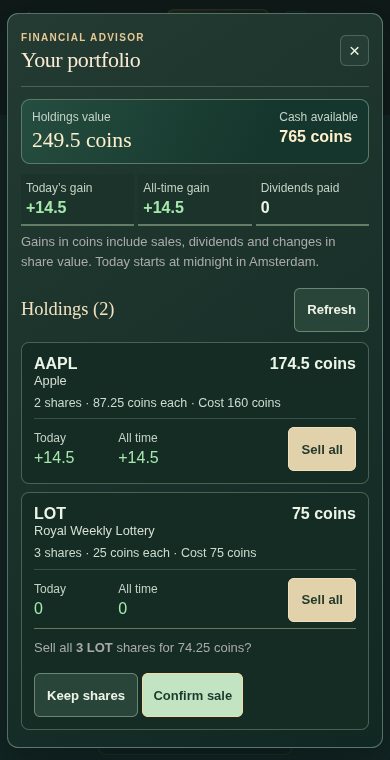 FINANCIAL ADVISOR
Your portfolio
×
Holdings value
249.5 coins
Cash available
765 coins
Today's gain
+14.5
All-time gain
+14.5
Dividends paid
0
Gains in coins include sales, dividends and changes in
share value. Today starts at midnight in Amsterdam.
Holdings (2)
Refresh
AAPL
174.5 coins
Apple
2 shares · 87.25 coins each · Cost 160 coins
Today
+14.5
All time
+14.5
Sell all
LOT
75 coins
Royal Weekly Lottery
3 shares · 25 coins each · Cost 75 coins
Today
0
All time
0
Sell all
Sell all 3 LOT shares for 74.25 coins?
Keep shares
Confirm sale